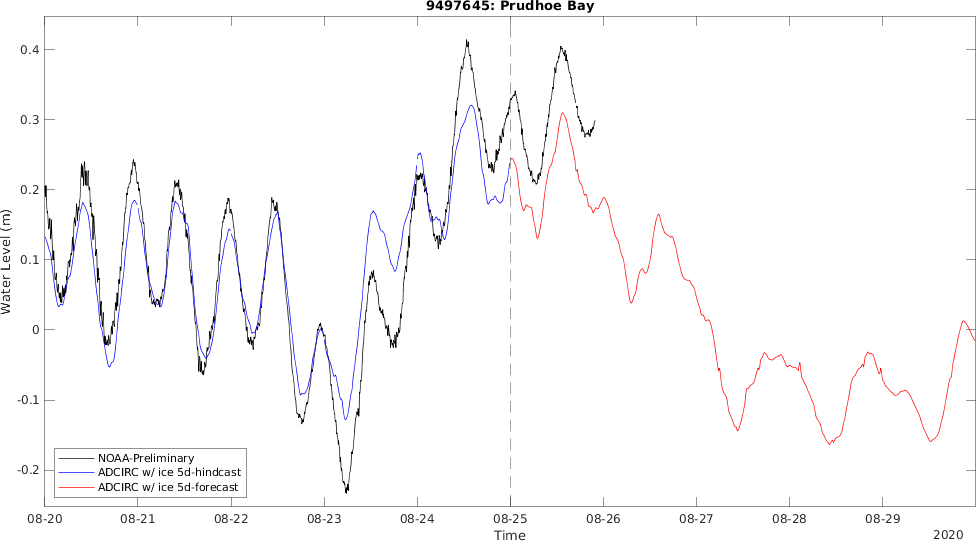 9497645: Prudhoe Bay
Water Level (m)
0.4
0.3
0.2
0.1
0
-0.1
-0.2
NOAA-Preliminary
ADCIRC w/ ice 5d-hindcast
ADCIRC w/ ice 5d-forecast
08-20 08-21 08-22 08-23 08-24 08-25 08-26 08-27 08-28 08-29
Time
2020